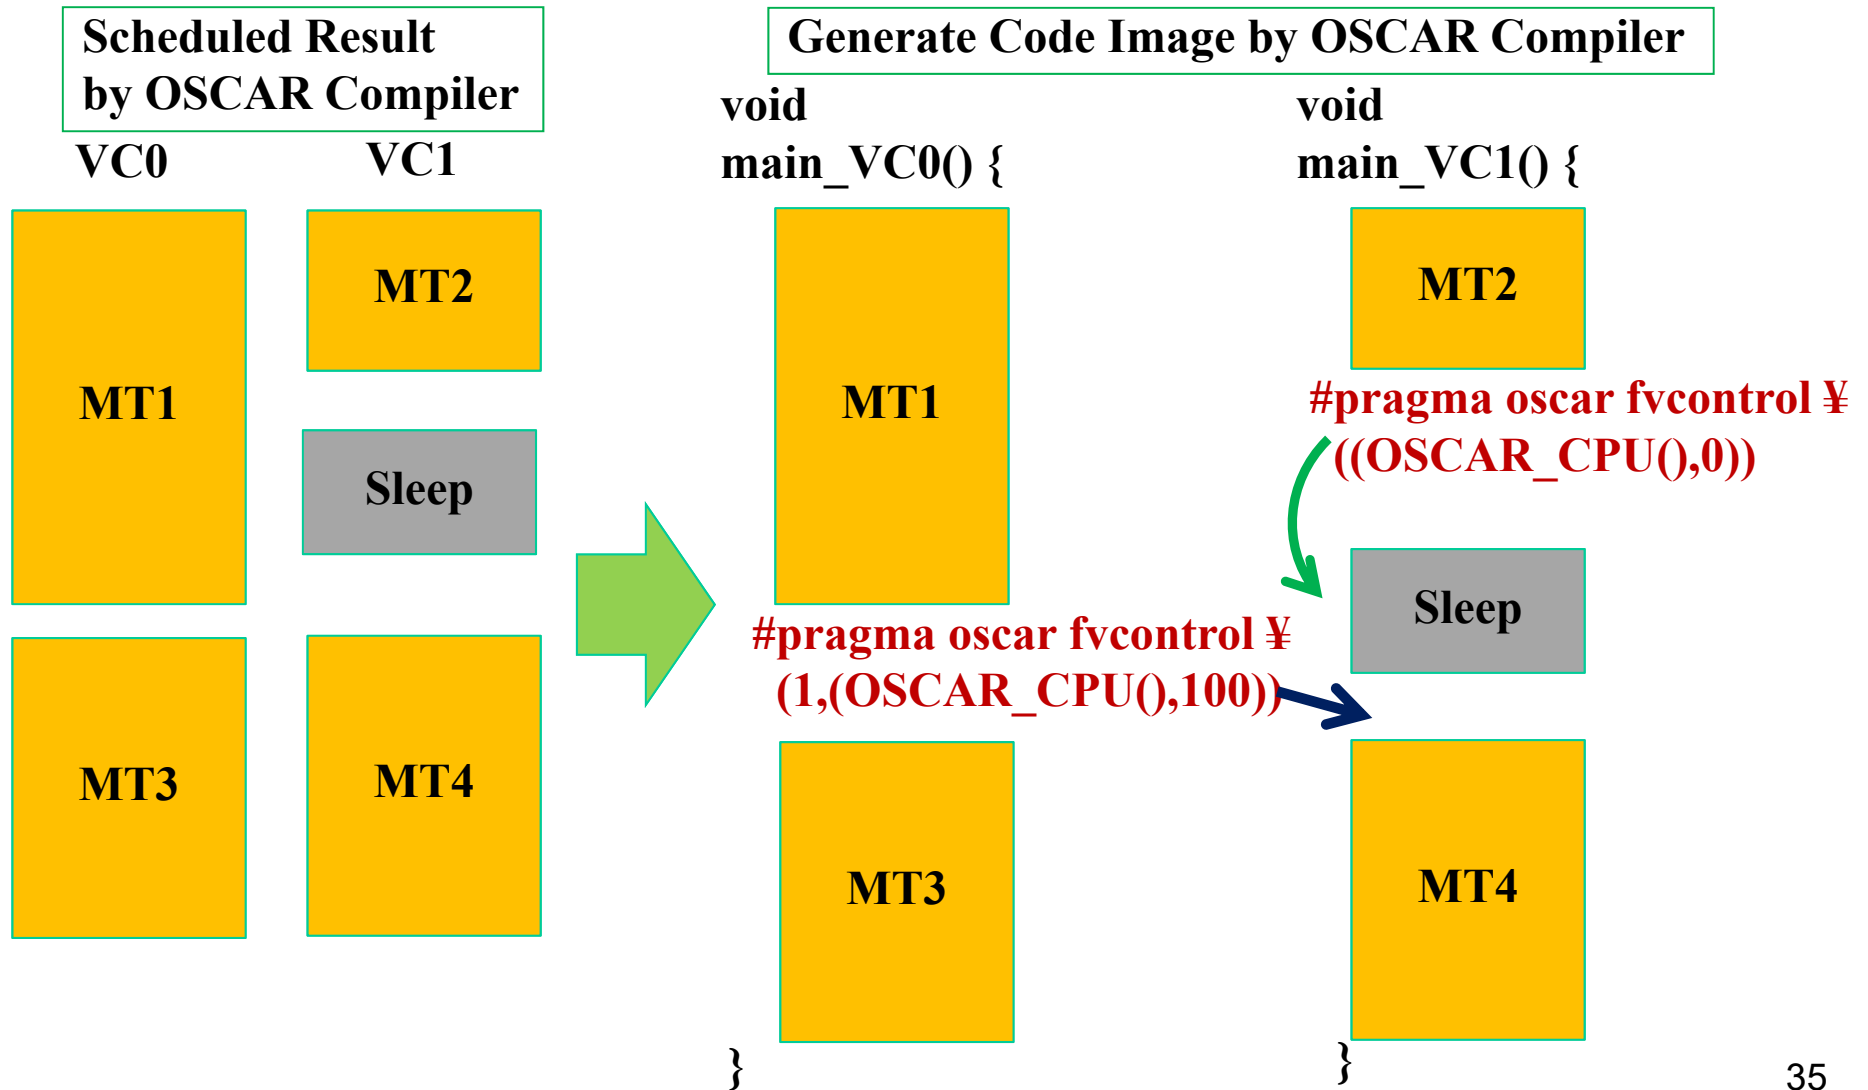 Scheduled Result
by OSCAR Compiler
VC0
VC1
MT1
MT2
Sleep
MT3
MT4
Generate Code Image by OSCAR Compiler
void
main_VC0() {
MT1
#pragma oscar fvcontrol ¥
(1,(OSCAR_CPU(),100))
MT3
}
void
main_VC1() {
MT2
#pragma oscar fvcontrol ¥
((OSCAR_CPU(),0))
Sleep
MT4
}
35